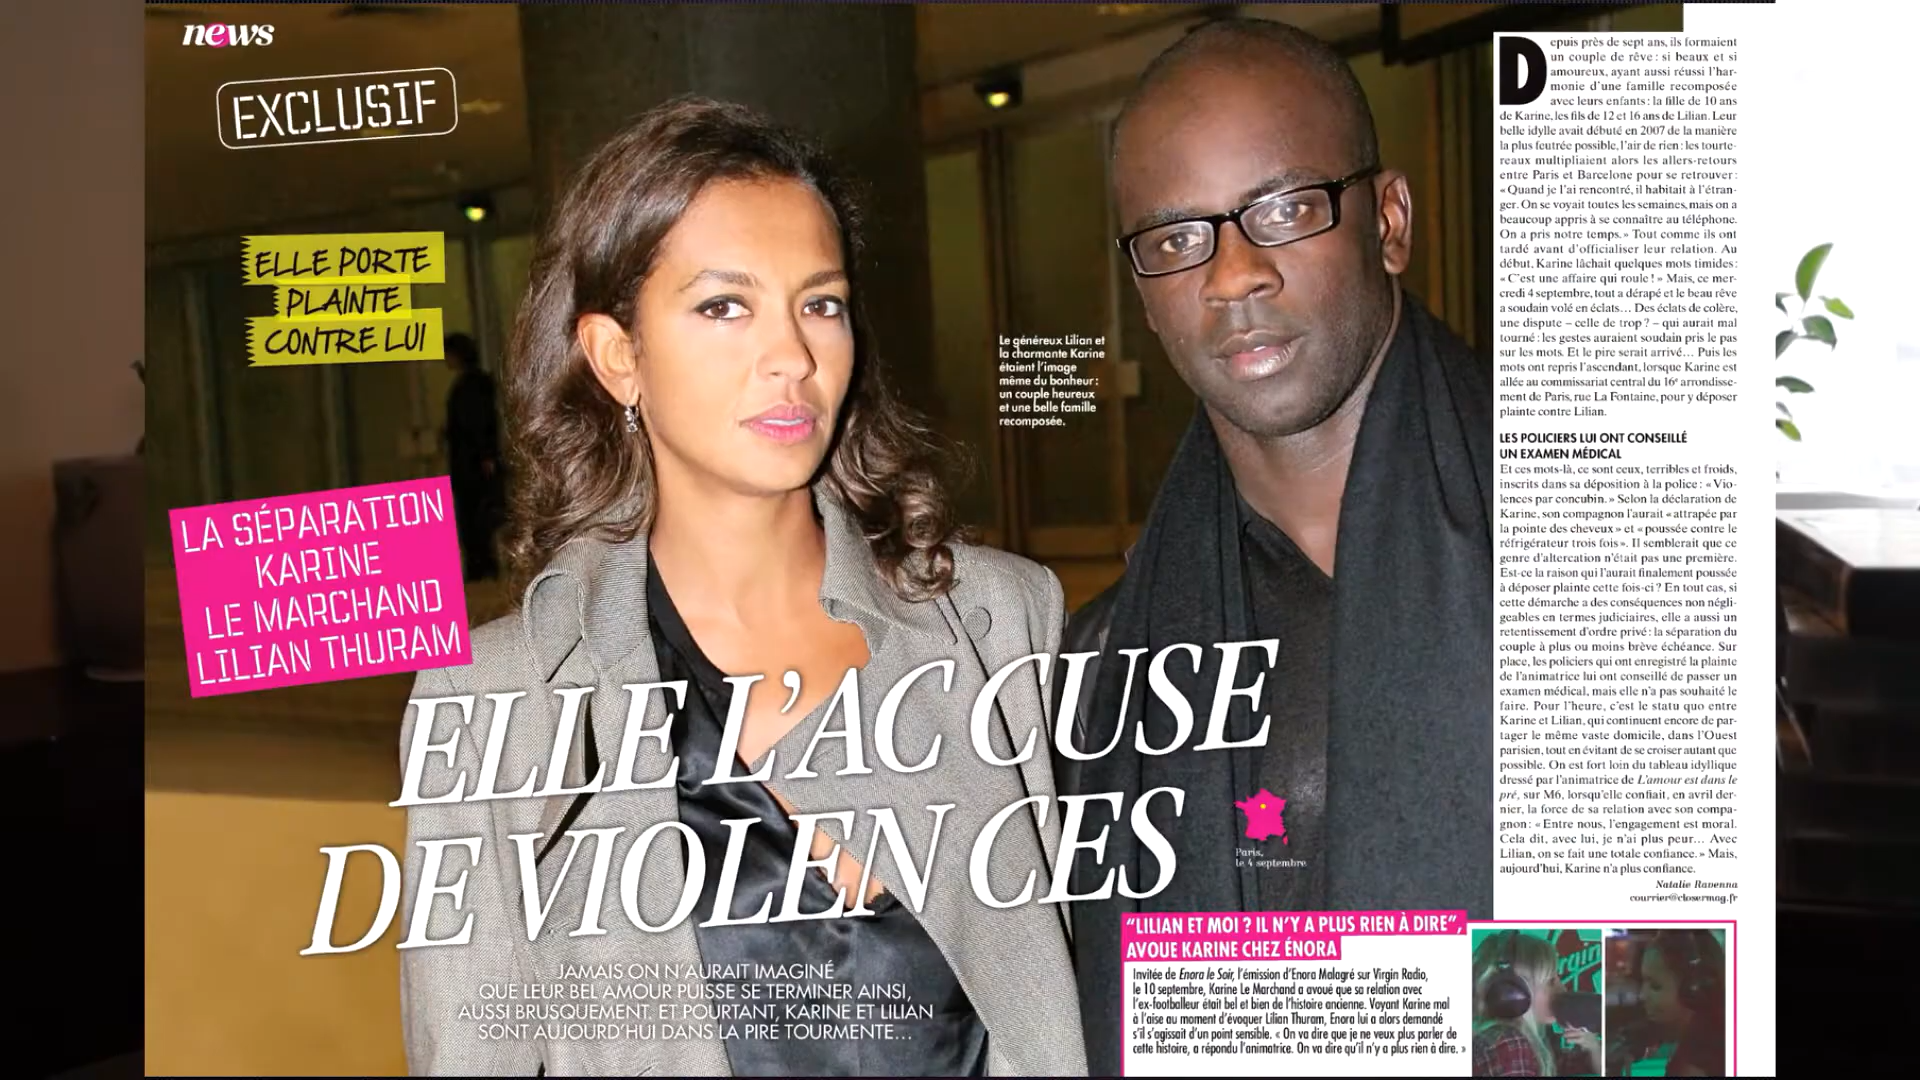 news
EXCLUSIF
ELLE PORTE
PLAINTE
CONTRE LUI
LA SÉPARATION
KARINE
LE MARCHAND
LILIAN THURAM
ELLE L'AC CUSE
DE VIOLEN CES
JAMAIS ON N'AURAIT IMAGINÉ
QUE LEUR BEL AMOUR PUISSE SE TERMINER AINSI,
AUSSI BRUSQUEMENT. ET POURTANT, KARINE ET LILIAN
SONT AUJOURD'HUI DANS LA PIRE TOURMENTE...
Le généreux Lilian et
la charmante Karine
étaient l'image
même du bonheur :
un couple heureux
et une belle famille
recomposée.
Paris,
le 4 septembre
Depuis près de sept ans, ils formaient
un couple de rêve : si beaux et si
amoureux, ayant aussi réussi l'har-
monie d'une famille recomposée
avec leurs enfants : la fille de 10 ans
de Karine, les fils de 12 et 16 ans de Lilian. Leur
belle idylle avait débuté en 2007 de la manière
la plus feutrée possible, l'air de rien : les tourte-
reaux multipliaient alors les allers-retours
entre Paris et Barcelone pour se retrouver :
« Quand je l'ai rencontré, il habitait à l'étran-
ger. On se voyait toutes les semaines, mais on a
beaucoup appris à se connaître au téléphone.
On a pris notre temps. » Tout comme ils ont
tardé avant d'officialiser leur relation. Au
début, Karine lâchait quelques mots timides :
« C'est une affaire qui roule ! » Mais, ce mer-
credi 4 septembre, tout a dérapé et le beau rêve
a soudain volé en éclats... Des éclats de colère,
une dispute – celle de trop ? – qui aurait mal
tourné : les gestes auraient soudain pris le pas
sur les mots. Et le pire serait arrivé... Puis les
mots ont repris l'ascendant, lorsque Karine est
allée au commissariat central du 16e arrondisse-
ment de Paris, rue La Fontaine, pour y déposer
plainte contre Lilian.
LES POLICIERS LUI ONT CONSEILLÉ
UN EXAMEN MÉDICAL
Et ces mots-là, ce sont ceux, terribles et froids,
inscrits dans sa déposition à la police : « Vio-
lences par concubin. » Selon la déclaration de
Karine, son compagnon l'aurait « attrapée par
la pointe des cheveux » et « poussée contre le
réfrigérateur trois fois ». Il semblerait que ce
genre d'altercation n'était pas une première.
Est-ce la raison qui l'aurait finalement poussée
à déposer plainte cette fois-ci ? En tout cas, si
cette démarche a des conséquences non négli-
geables en termes judiciaires, elle a aussi un
retentissement d'ordre privé : la séparation du
couple à plus ou moins brève échéance. Sur
place, les policiers qui ont enregistré la plainte
de l'animatrice lui ont conseillé de passer un
examen médical, mais elle n'a pas souhaité le
faire. Pour l'heure, c'est le statu quo entre
Karine et Lilian, qui continuent encore de par-
tager le même vaste domicile, dans l'Ouest
parisien, tout en évitant de se croiser autant que
possible. On est fort loin du tableau idyllique
dressé par l'animatrice de L'amour est dans le
pré, sur M6, lorsqu'elle confiait, en avril der-
nier, la force de sa relation avec son compa-
gnon : « Entre nous, l'engagement est moral.
Cela dit, avec lui, je n'ai plus peur... Avec
Lilian, on se fait une totale confiance. » Mais,
aujourd'hui, Karine n'a plus confiance.
Natalie Ravenna
courrier@closermag.fr
"LILIAN ET MOI ? IL N'Y A PLUS RIEN À DIRE",
AVOUE KARINE CHEZ ÉNORA
Invitée de Enora le Soir, l'émission d'Enora Malagré sur Virgin Radio,
le 10 septembre, Karine Le Marchand a avoué que sa relation avec
l'ex-footballeur était bel et bien de l'histoire ancienne. Voyant Karine mal
à l'aise au moment d'évoquer Lilian Thuram, Enora lui a alors demandé
s'il s'agissait d'un point sensible. « On va dire que je ne veux plus parler de
cette histoire, a répondu l'animatrice. On va dire qu'il n'y a plus rien à dire. »